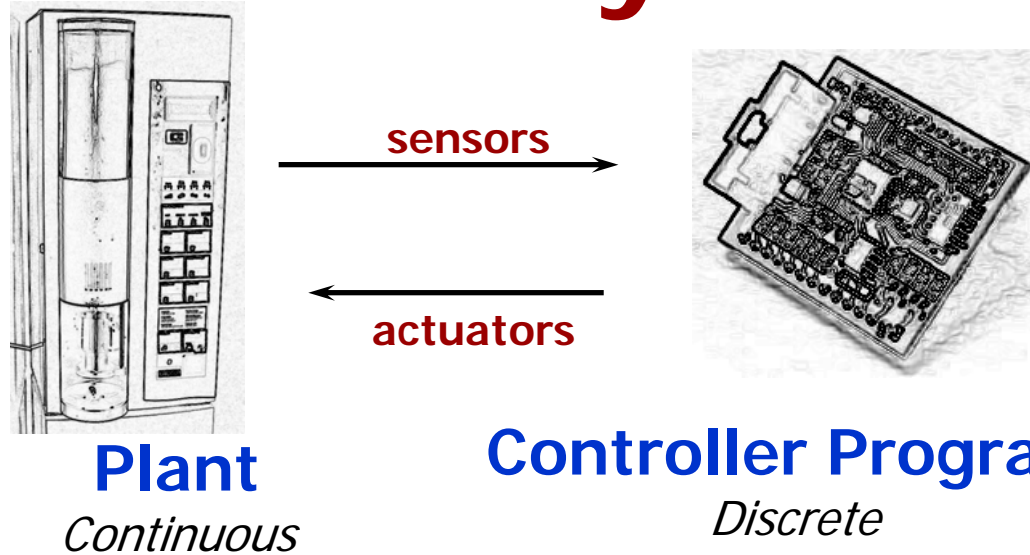 sensors
actuators
Plant
Controller Progra
Continuous
Discrete